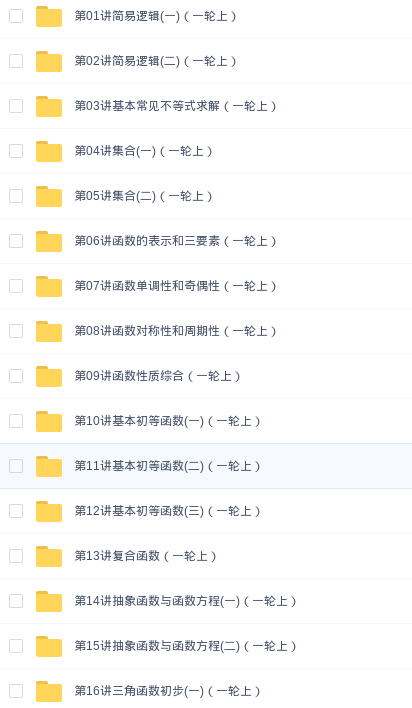 第01讲简易逻辑(一)（一轮上）
第02讲简易逻辑(二)（一轮上）
第03讲基本常见不等式求解（一轮上）
第04讲集合(一)（一轮上）
第05讲集合(二)（一轮上）
第06讲函数的表示和三要素（一轮上）
第07讲函数单调性和奇偶性（一轮上）
第08讲函数对称性和周期性（一轮上）
第09讲函数性质综合（一轮上）
第10讲基本初等函数(一)（一轮上）
第11讲基本初等函数(二)（一轮上）
第12讲基本初等函数(三)（一轮上）
第13讲复合函数（一轮上）
第14讲抽象函数与函数方程(一)（一轮上）
第15讲抽象函数与函数方程(二)（一轮上）
第16讲三角函数初步(一)（一轮上）